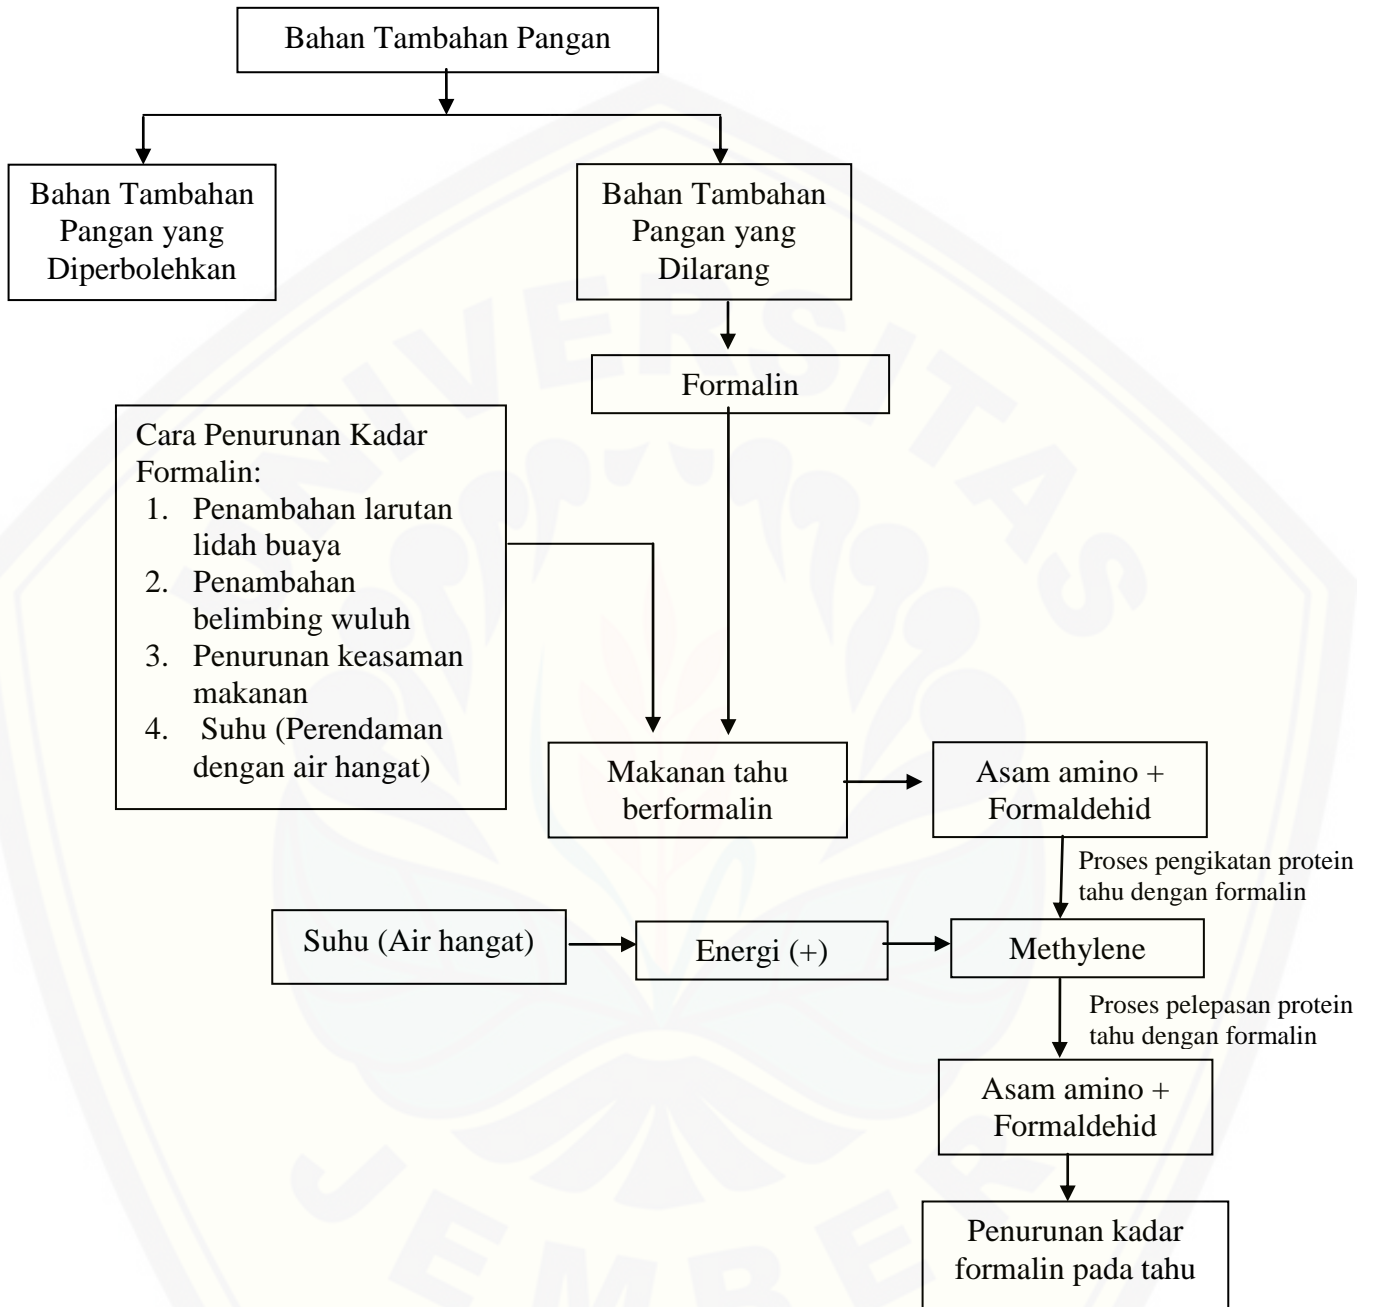 Bahan Tambahan Pangan
Bahan Tambahan
Pangan yang
Diperbolehkan
Bahan Tambahan
Pangan yang
Dilarang
Formalin
Cara Penurunan Kadar
Formalin:
1. Penambahan larutan
lidah buaya
2. Penambahan
belimbing wuluh
3. Penurunan keasaman
makanan
4. Suhu (Perendaman
dengan air hangat)
Makanan tahu
berformalin
Asam amino +
Formaldehid
Proses pengikatan protein
tahu dengan formalin
Suhu (Air hangat)
Energi (+)
Methylene
Proses pelepasan protein
tahu dengan formalin
Asam amino +
Formaldehid
Penurunan kadar
formalin pada tahu
UNIVERSITAS
JEMBER